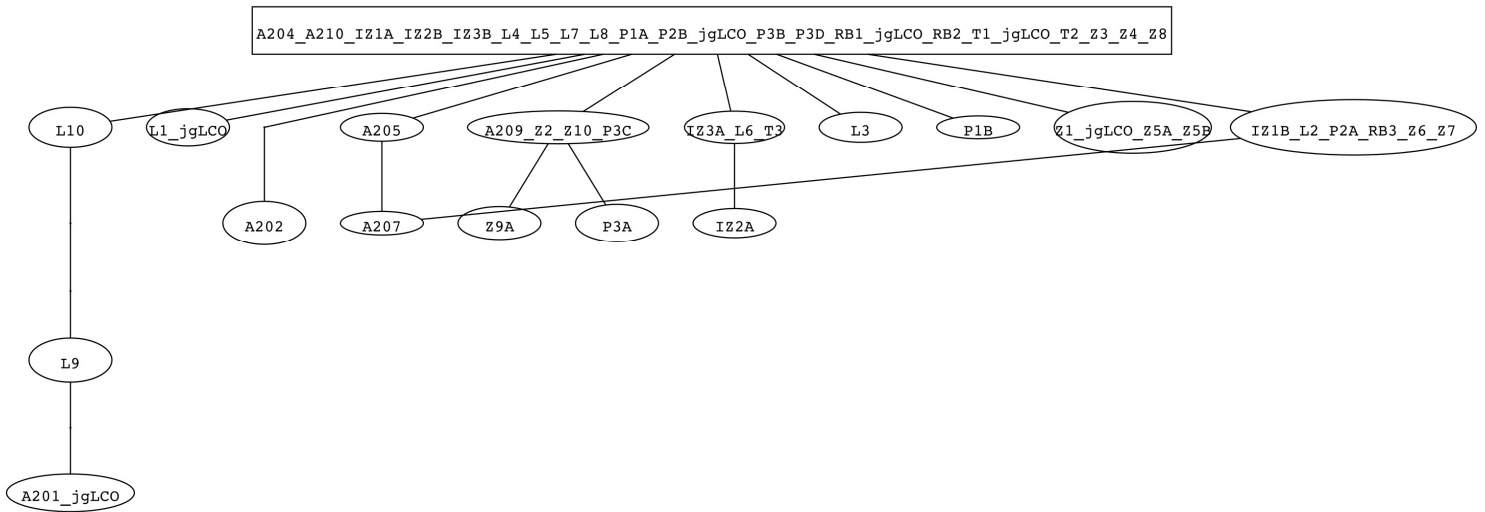 A204_A210_IZ1A_IZ2B_IZ3B_L4_L5_L7_L8_P1A_P2B_jgLCO_P3B_P3D_RB1_jgLCO_RB2_T1_jgLCO_T2_Z3_Z4_Z8
L10
L1_jgLCO
A205
A209_Z2_Z10_P3C
IZ3A_L6_T3
L3
P1B
Z1_jgLCO_Z5A_Z5B
IZ1B_L2_P2A_RB3_Z6_Z7
A202
A207
Z9A
P3A
IZ2A
L9
A201_jgLCO